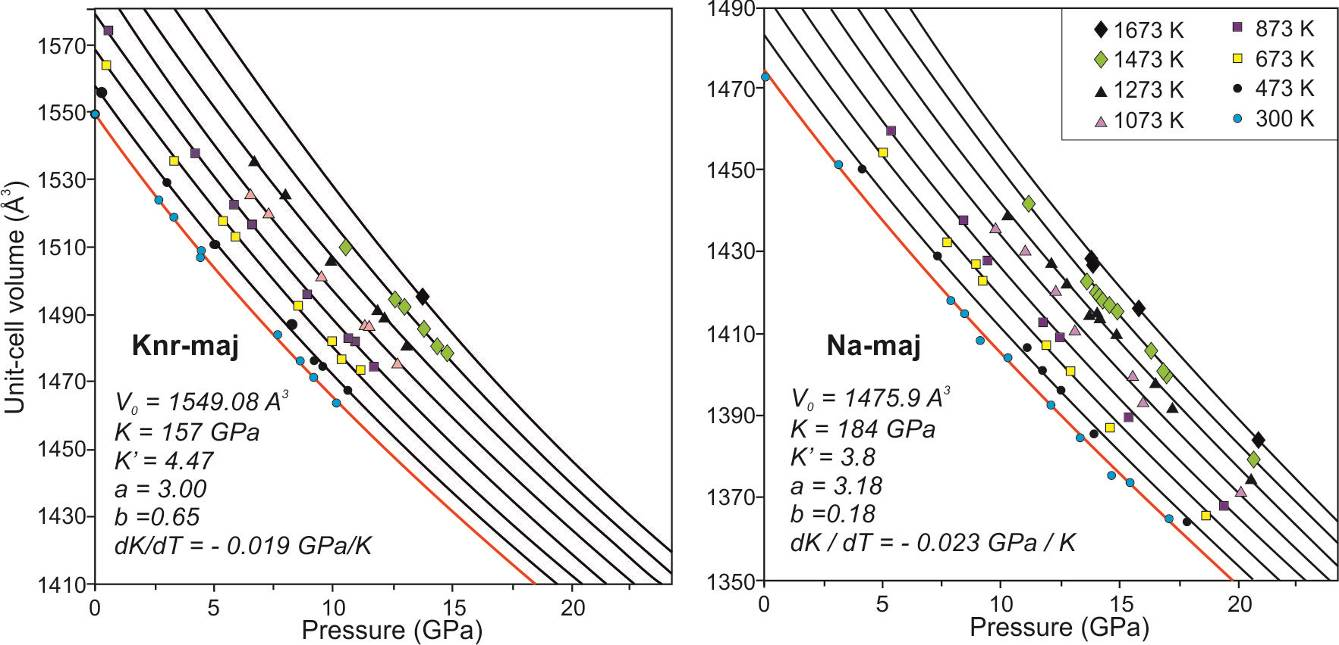 Unit-cell volume (Å³)
1570
1550
1530
1510
1490
1470
1450
1430
1410
Knr-maj
V₀ = 1549.08 A³
K = 157 GPa
K' = 4.47
a = 3.00
b =0.65
dK/dT = - 0.019 GPa/K
0 5 10 15 20
Pressure (GPa)
1490
1470
1450
1430
1410
1390
1370
1350
1673 K 873 K
1473 K 673 K
1273 K 473 K
1073 K 300 K
Na-maj
V₀ = 1475.9 A³
K = 184 GPa
K' = 3.8
a = 3.18
b =0.18
dK / dT = - 0.023 GPa / K
0 5 10 15 20
Pressure (GPa)